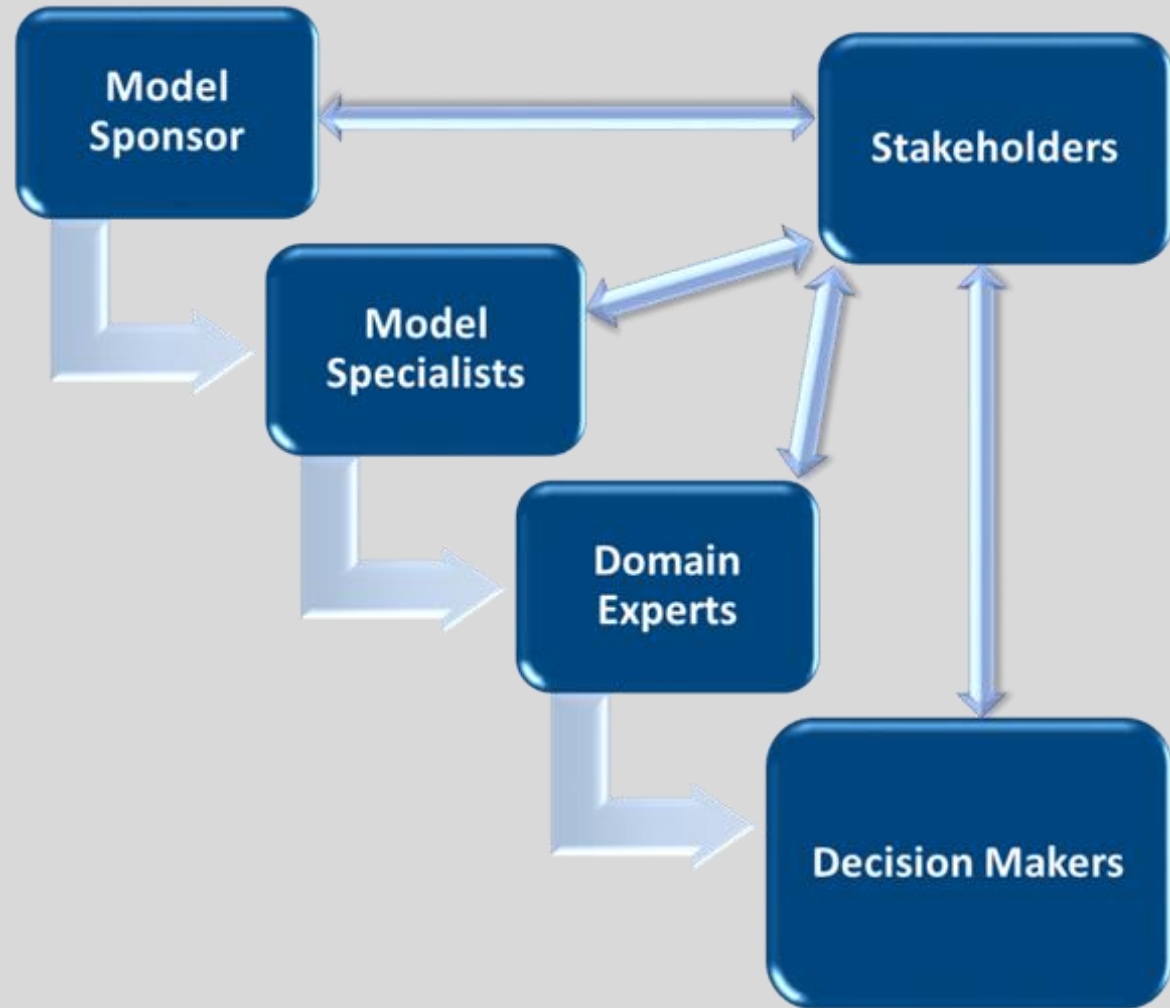 Model
Sponsor
Stakeholders
Model
Specialists
Domain
Experts
Decision Makers